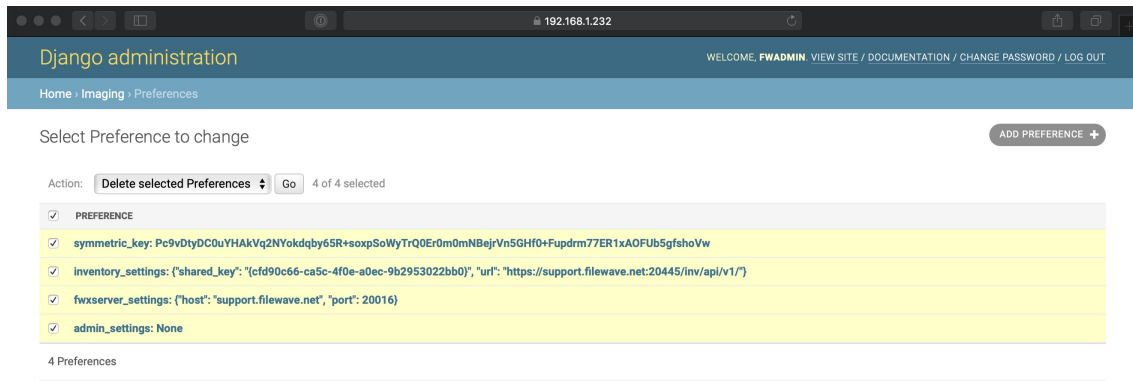 192.168.1.232
Django administration
WELCOME, FWADMIN. VIEW SITE / DOCUMENTATION / CHANGE PASSWORD / LOG OUT
Home › Imaging › Preferences
Select Preference to change
ADD PREFERENCE +
Action: Delete selected Preferences Go 4 of 4 selected
PREFERENCE
symmetric_key: Pc9vDtyDC0uYHAkVq2NYokdqby65R+soxpSoWyTrQ0Er0m0mNBejrVn5GHf0+Fupdrm77ER1xAOFUb5gfshoVw
inventory_settings: {"shared_key": "{cfd90c66-ca5c-4f0e-a0ec-9b2953022bb0}", "url": "https://support.filewave.net:20445/inv/api/v1/"}
fwxserver_settings: {"host": "support.filewave.net", "port": 20016}
admin_settings: None
4 Preferences